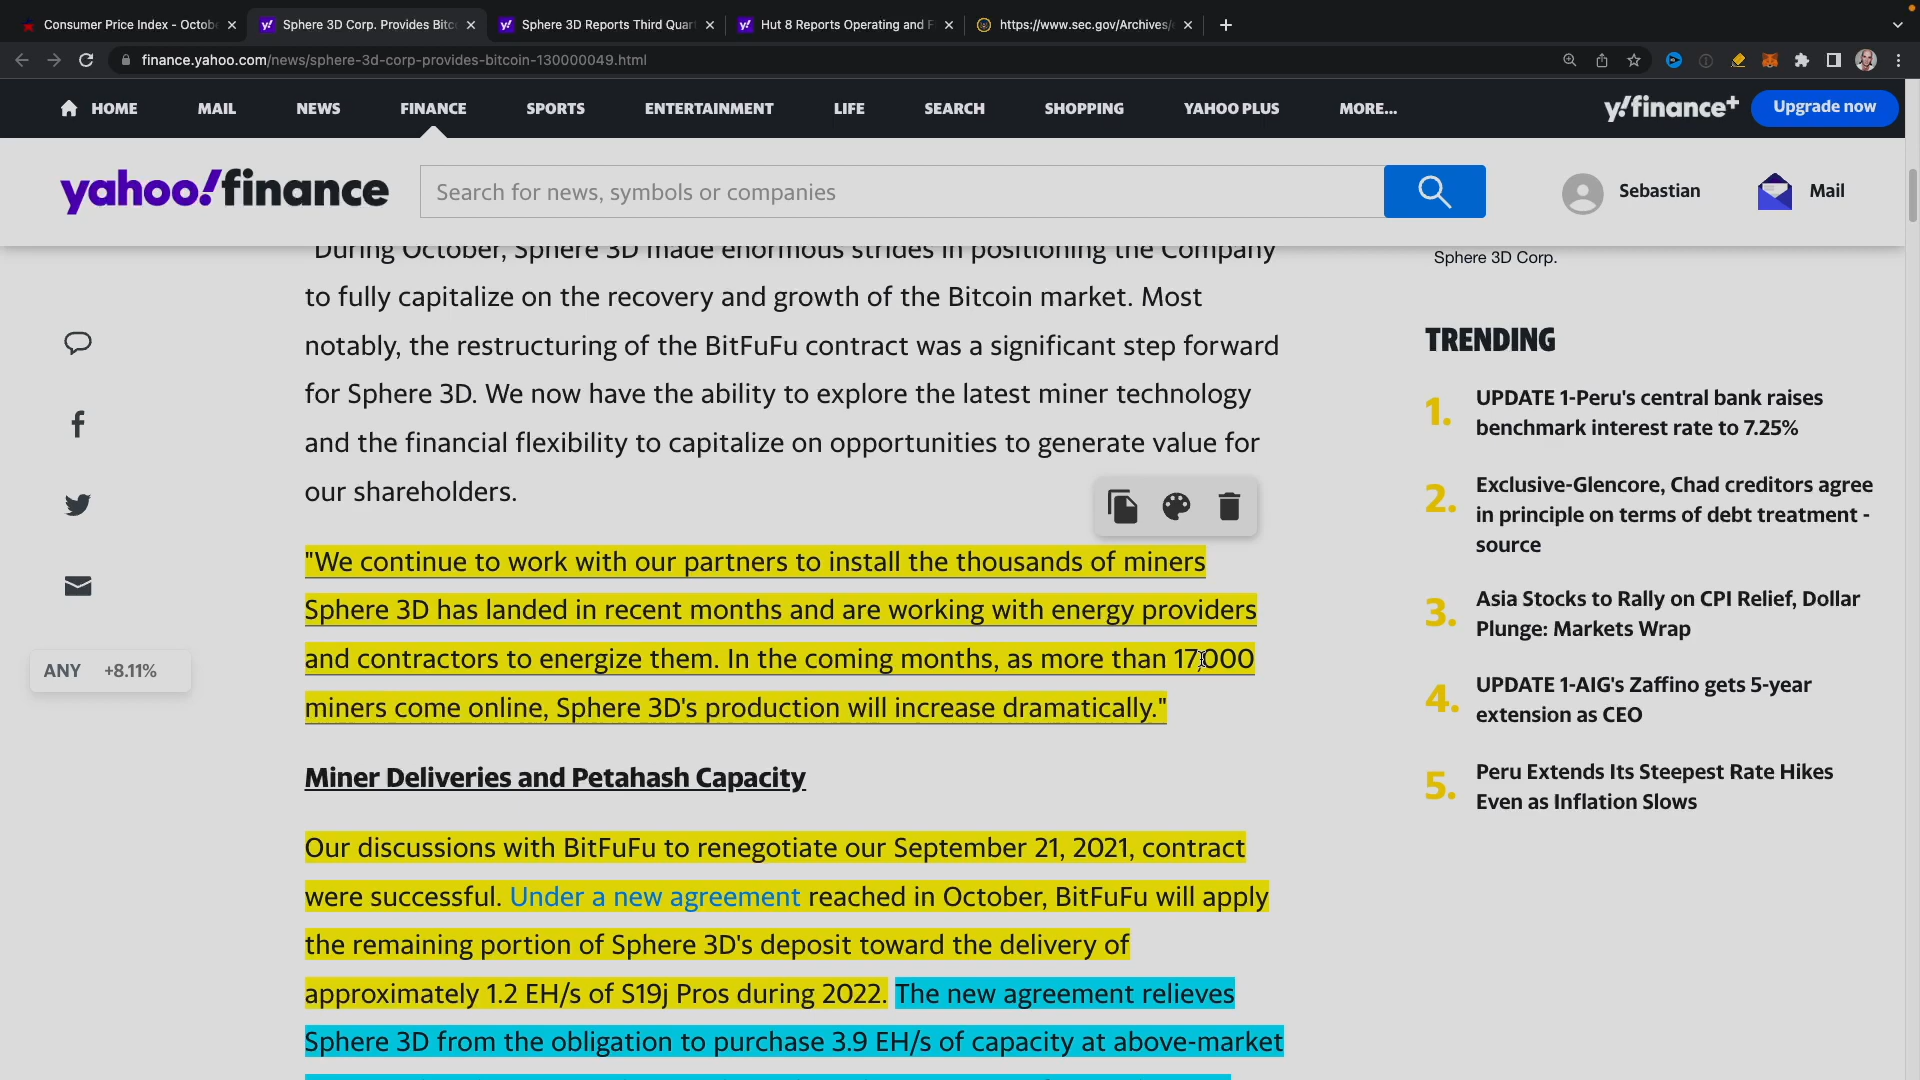 Consumer Price Index - Octob
Sphere 3D Corp. Provides Bitc
Sphere 3D Reports Third Quar
Hut 8 Reports Operating and F
https://www.sec.gov/Archives/
finance.yahoo.com/news/sphere-3d-corp-provides-bitcoin-130000049.html
HOME MAIL NEWS FINANCE SPORTS ENTERTAINMENT LIFE SEARCH SHOPPING YAHOO PLUS MORE...
y!finance+ Upgrade now
yahoo!finance
Search for news, symbols or companies
Sebastian
Mail
"During October, Sphere 3D made enormous strides in positioning the Company
to fully capitalize on the recovery and growth of the Bitcoin market. Most
notably, the restructuring of the BitFuFu contract was a significant step forward
for Sphere 3D. We now have the ability to explore the latest miner technology
and the financial flexibility to capitalize on opportunities to generate value for
our shareholders.
"We continue to work with our partners to install the thousands of miners
Sphere 3D has landed in recent months and are working with energy providers
and contractors to energize them. In the coming months, as more than 17,000
miners come online, Sphere 3D's production will increase dramatically."
Miner Deliveries and Petahash Capacity
Our discussions with BitFuFu to renegotiate our September 21, 2021, contract
were successful. Under a new agreement reached in October, BitFuFu will apply
the remaining portion of Sphere 3D's deposit toward the delivery of
approximately 1.2 EH/s of S19j Pros during 2022. The new agreement relieves
Sphere 3D from the obligation to purchase 3.9 EH/s of capacity at above-market
ANY +8.11%
Sphere 3D Corp.
TRENDING
1. UPDATE 1-Peru's central bank raises
benchmark interest rate to 7.25%
2. Exclusive-Glencore, Chad creditors agree
in principle on terms of debt treatment -
source
3. Asia Stocks to Rally on CPI Relief, Dollar
Plunge: Markets Wrap
4. UPDATE 1-AIG's Zaffino gets 5-year
extension as CEO
5. Peru Extends Its Steepest Rate Hikes
Even as Inflation Slows